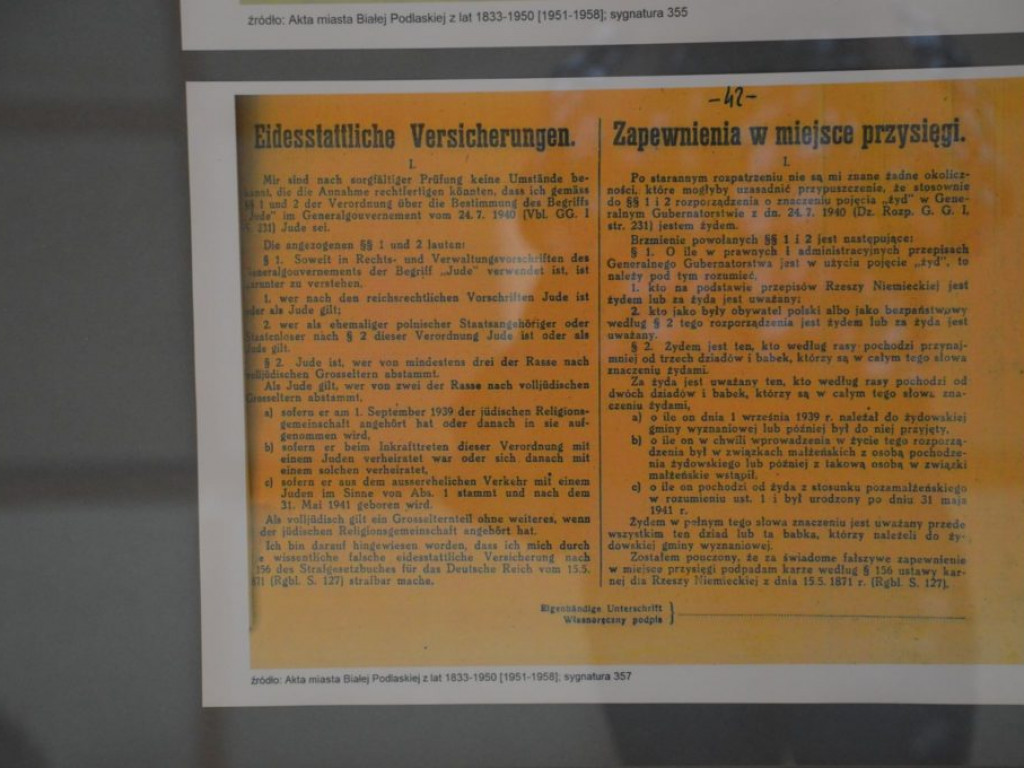 źródło: Akta miasta Białej Podlaskiej z lat 1833-1950 [1951-1958]; sygnatura 355
-42-
Eidesstattliche Versicherungen.
I.
Mir sind nach sorgfältiger Prüfung keine Umstände be-
kannt, die die Annahme rechtfertigen könnten, dass ich gemäss
§§ 1 und 2 der Verordnung über die Bestimmung des Begriffs
„Jude" im Generalgouvernement vom 24. 7. 1940 (Vbl. GG. I
S. 231) Jude sei.
Die angezogenen §§ 1 und 2 lauten:
§ 1. Soweit in Rechts- und Verwaltungsvorschriften des
Generalgouvernements der Begriff „Jude" verwendet ist, ist
darunter zu verstehen.
1. wer nach den reichsrechtlichen Vorschriften Jude ist
oder als Jude gilt;
2. wer als ehemaliger polnischer Staatsangehöriger oder
Staatenloser nach § 2 dieser Verordnung Jude ist oder als
Jude gilt.
§ 2. Jude ist, wer von mindestens drei der Rasse nach
volljüdischen Grosseltern abstammt.
Als Jude gilt, wer von zwei der Rasse nach volljüdischen
Grosseltern abstammt,
a) sofern er am 1. September 1939 der jüdischen Religions-
gemeinschaft angehört hat oder danach in sie auf-
genommen wird,
b) sofern er beim Inkrafttreten dieser Verordnung mit
einem Juden verheiratet war oder sich danach mit
einem solchen verheiratet,
c) sofern er aus dem ausserehelichen Verkehr mit einem
Juden im Sinne von Abs. 1 stammt und nach dem
31. Mai 1941 geboren wird.
Als volljüdisch gilt ein Grosselternteil ohne weiteres, wenn
der jüdischen Religionsgemeinschaft angehört hat.
Ich bin darauf hingewiesen worden, dass ich mich durch
e wissentliche falsche eidesstattliche Versicherung nach
156 des Strafgesetzbuches für das Deutsche Reich vom 15.5.
871 (Rgbl. S. 127) strafbar mache.
Zapewnienia w miejsce przysięgi.
I.
Po starannym rozpatrzeniu nie są mi znane żadne okolicz-
ności, które mogłyby uzasadnić przypuszczenie, że stosownie
do §§ 1 i 2 rozporządzenia o znaczeniu pojęcia „żyd" w Gene-
ralnym Gubernatorstwie z dn. 24.7. 1940 (Dz. Rozp. G. G. I,
str. 231) jestem żydem.
Brzmienie powołanych §§ 1 i 2 jest następujące:
§ 1. O ile w prawnych i administracyjnych przepisach
Generalnego Gubernatorstwa jest w użyciu pojęcie „żyd", to
należy pod tym rozumieć.
1. kto na podstawie przepisów Rzeszy Niemieckiej jest
żydem lub za żyda jest uważany;
2. kto jako były obywatel polski albo jako bezpaństwowy
według § 2 tego rozporządzenia jest żydem lub za żyda jest
uważany.
§ 2. Żydem jest ten, kto według rasy pochodzi przynaj-
mniej od trzech dziadów i babek, którzy są w całym tego słowa
znaczeniu żydami.
Za żyda jest uważany ten, kto według rasy pochodzi od
dwóch dziadów i babek, którzy są w całym tego słowa zna-
czeniu żydami,
a) o ile on dnia 1 września 1939 r. należał do żydowskiej
gminy wyznaniowej lub później był do niej przyjęty,
b) o ile on w chwili wprowadzenia w życie tego rozporzą-
dzenia był w związkach małżeńskich z osobą pochodze-
nia żydowskiego lub później z takową osobą w związki
małżeńskie wstąpił,
c) o ile on pochodzi od żyda z stosunku pozamałżeńskiego
w rozumieniu ust. 1 i był urodzony po dniu 31 maja
1941 r.
Żydem w pełnym tego słowa znaczeniu jest uważany przede
wszystkim ten dziad lub ta babka, którzy należeli do ży-
dowskiej gminy wyznaniowej.
Zostałem pouczony, że za świadome fałszywe zapewnienie
w miejsce przysięgi podpadam karze według § 156 ustawy kar-
nej dla Rzeszy Niemieckiej z dnia 15.5. 1871 r. (Rgbl. S. 127).
Eigenhändige Unterschrift
Własnoręczny podpis
źródło: Akta miasta Białej Podlaskiej z lat 1833-1950 [1951-1958]; sygnatura 357